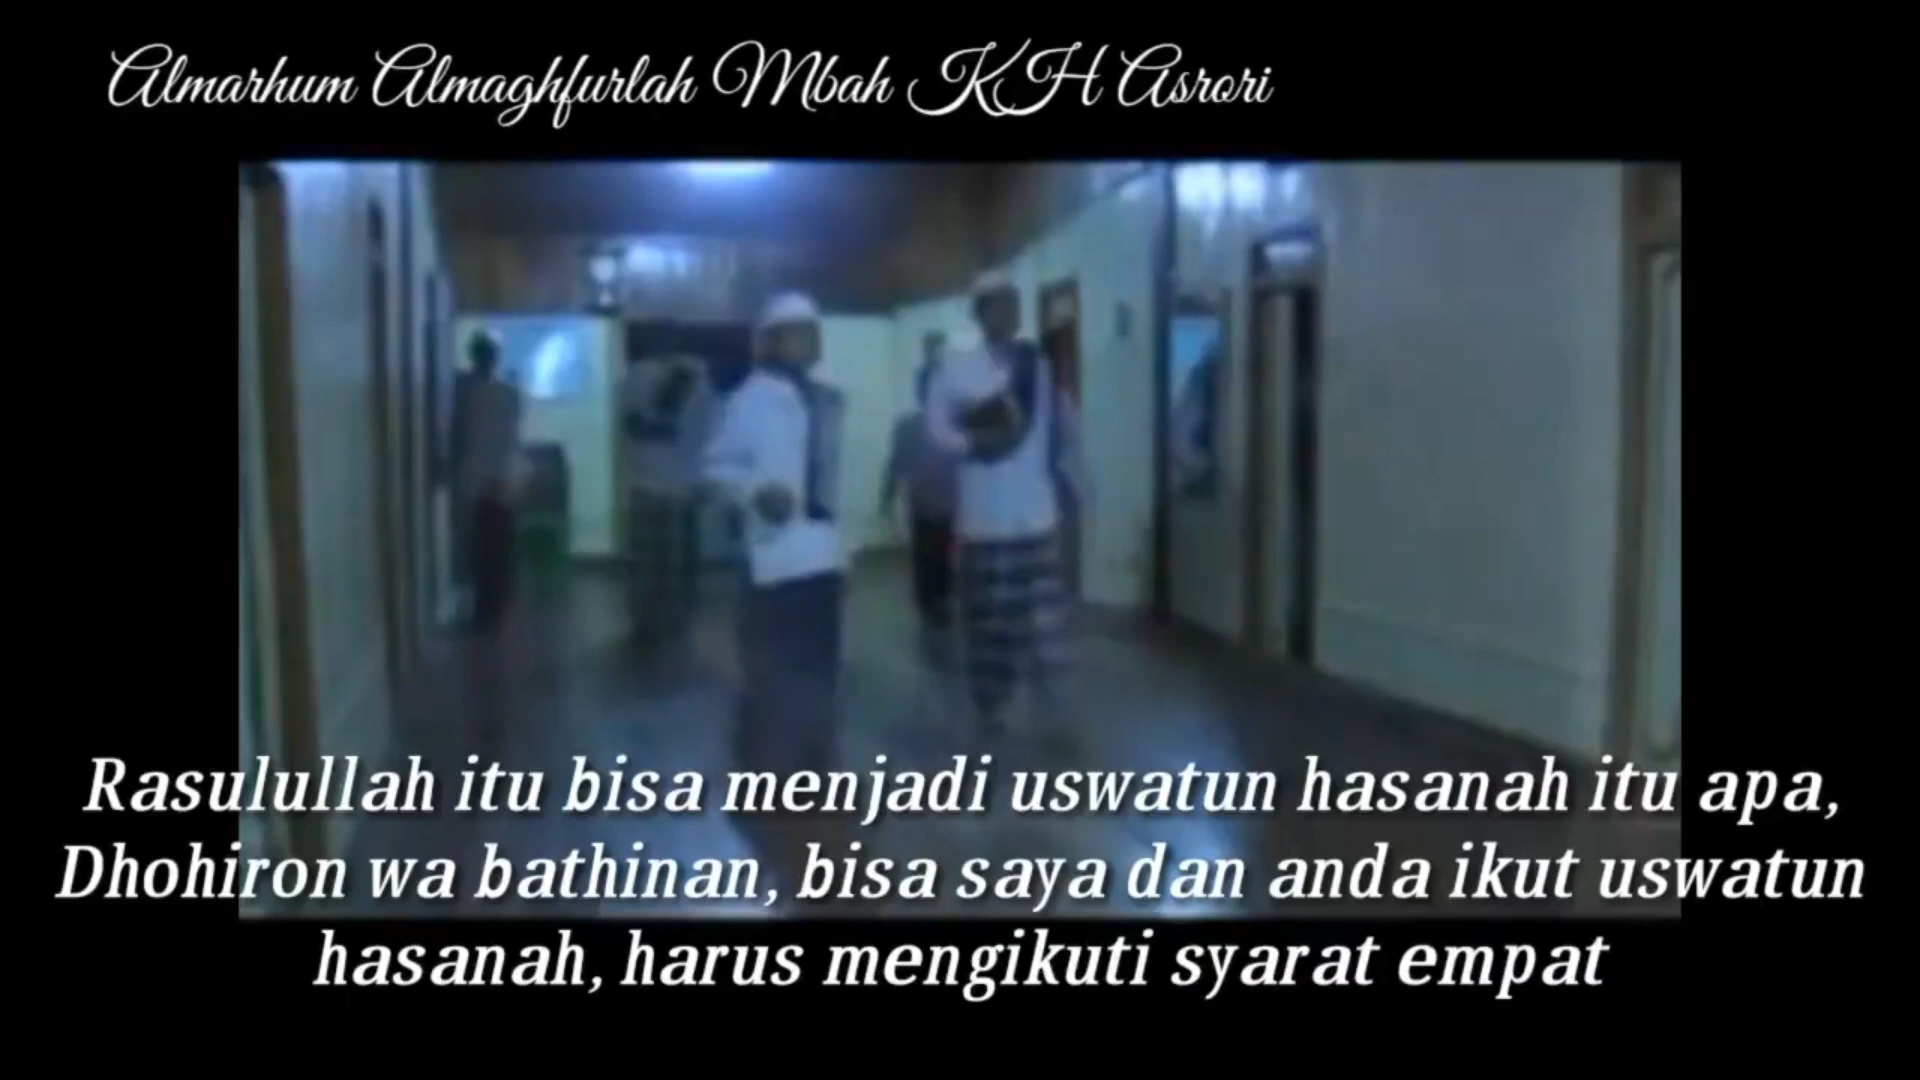 Almarhum Almaghfurlah Mbah KH Asrori
Rasulullah itu bisa menjadi uswatun hasanah itu apa,
Dhohiron wa bathinan, bisa saya dan anda ikut uswatun
hasanah, harus mengikuti syarat empat